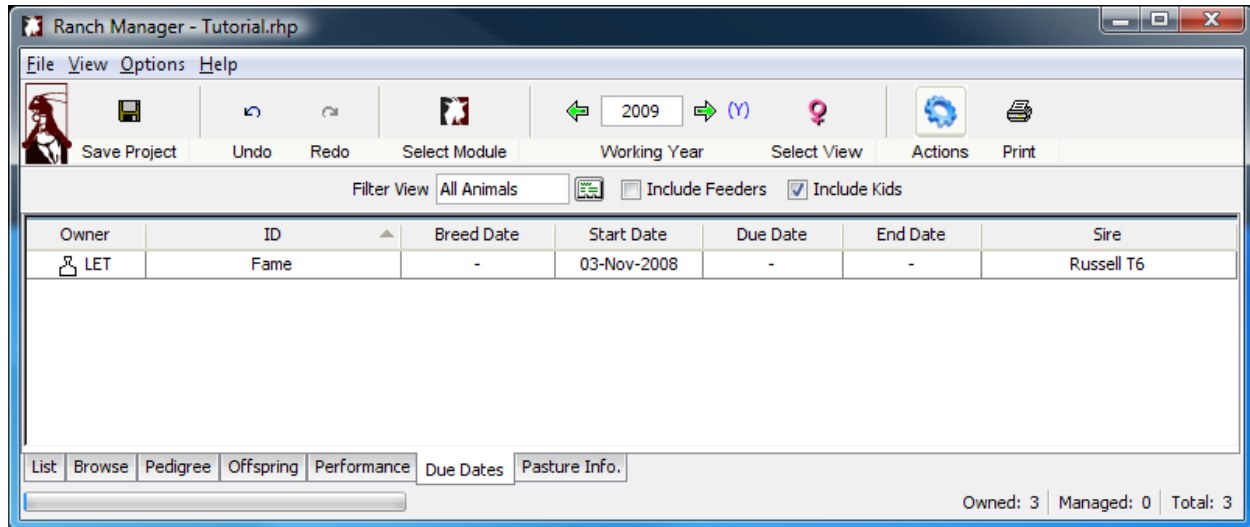 Ranch Manager - Tutorial.rhp
File View Options Help
2009 (Y)
Save Project Undo Redo Select Module Working Year Select View Actions Print
Filter View All Animals Include Feeders Include Kids
Owner ID Breed Date Start Date Due Date End Date Sire
LET Fame - 03-Nov-2008 - - Russell T6
List Browse Pedigree Offspring Performance Due Dates Pasture Info.
Owned: 3 Managed: 0 Total: 3